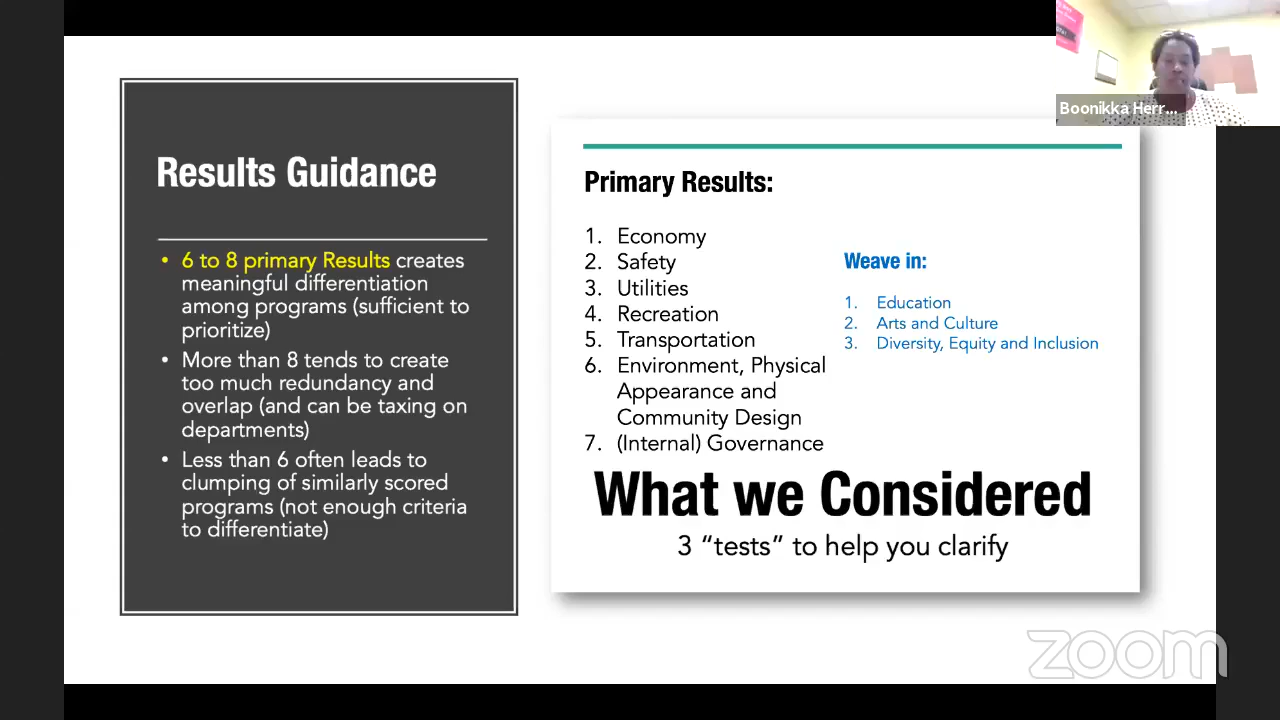 Results Guidance
• 6 to 8 primary Results creates
meaningful differentiation
among programs (sufficient to
prioritize)
• More than 8 tends to create
too much redundancy and
overlap (and can be taxing on
departments)
• Less than 6 often leads to
clumping of similarly scored
programs (not enough criteria
to differentiate)
Primary Results:
1. Economy
2. Safety
3. Utilities
4. Recreation
5. Transportation
6. Environment, Physical
Appearance and
Community Design
7. (Internal) Governance
Weave in:
1. Education
2. Arts and Culture
3. Diversity, Equity and Inclusion
What we Considered
3 “tests” to help you clarify
Boonikka Herr...
zoom